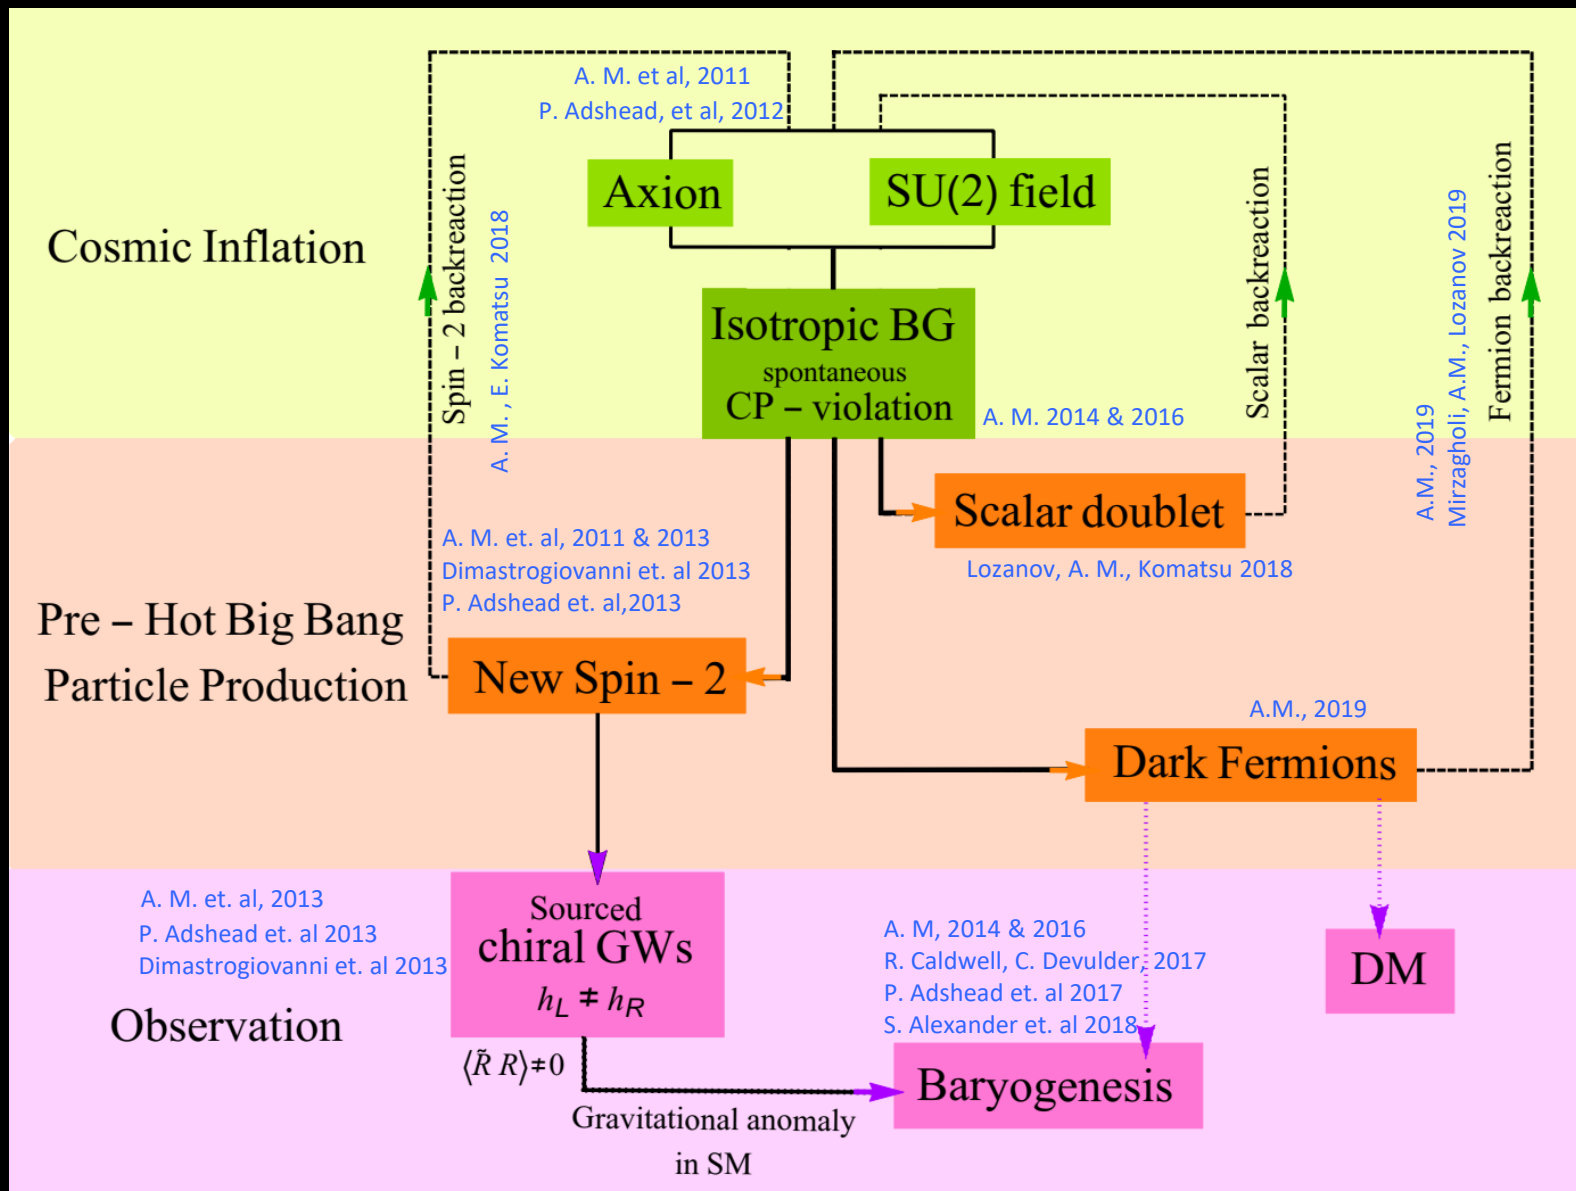 A. M. et al, 2011
P. Adshead, et al, 2012
Axion
SU(2) field
Cosmic Inflation
Spin – 2 backreaction
A. M. , E. Komatsu 2018
Isotropic BG
spontaneous
CP – violation
A. M. 2014 & 2016
Scalar backreaction
A.M., 2019
Mirzagholi, A.M., Lozanov 2019
Fermion backreaction
Scalar doublet
Lozanov, A. M., Komatsu 2018
A. M. et. al, 2011 & 2013
Dimastrogiovanni et. al 2013
P. Adshead et. al,2013
Pre – Hot Big Bang
Particle Production
New Spin – 2
A.M., 2019
Dark Fermions
A. M. et. al, 2013
P. Adshead et. al 2013
Dimastrogiovanni et. al 2013
Observation
Sourced
chiral GWs
h_L ≠ h_R
A. M, 2014 & 2016
R. Caldwell, C. Devulder, 2017
P. Adshead et. al 2017
S. Alexander et. al 2018
DM
⟨R̃ R⟩≠0
Baryogenesis
Gravitational anomaly
in SM